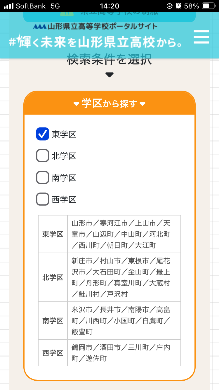 SoftBank 5G
14:20
58%
山形県立高等学校ポータルサイト
#輝く未来を山形県立高校から。
検索条件を選択
学区から探す
東学区
北学区
南学区
西学区
東学区
山形市／寒河江市／上山市／天
童市／山辺町／中山町／河北町
／西川町／朝日町／大江町
北学区
新庄市／村山市／東根市／尾花
沢市／大石田町／金山町／最上
町／舟形町／真室川町／大蔵村
／鮭川村／戸沢村
南学区
米沢市／長井市／南陽市／高畠
町／川西町／小国町／白鷹町／
飯豊町
西学区
鶴岡市／酒田市／三川町／庄内
町／遊佐町